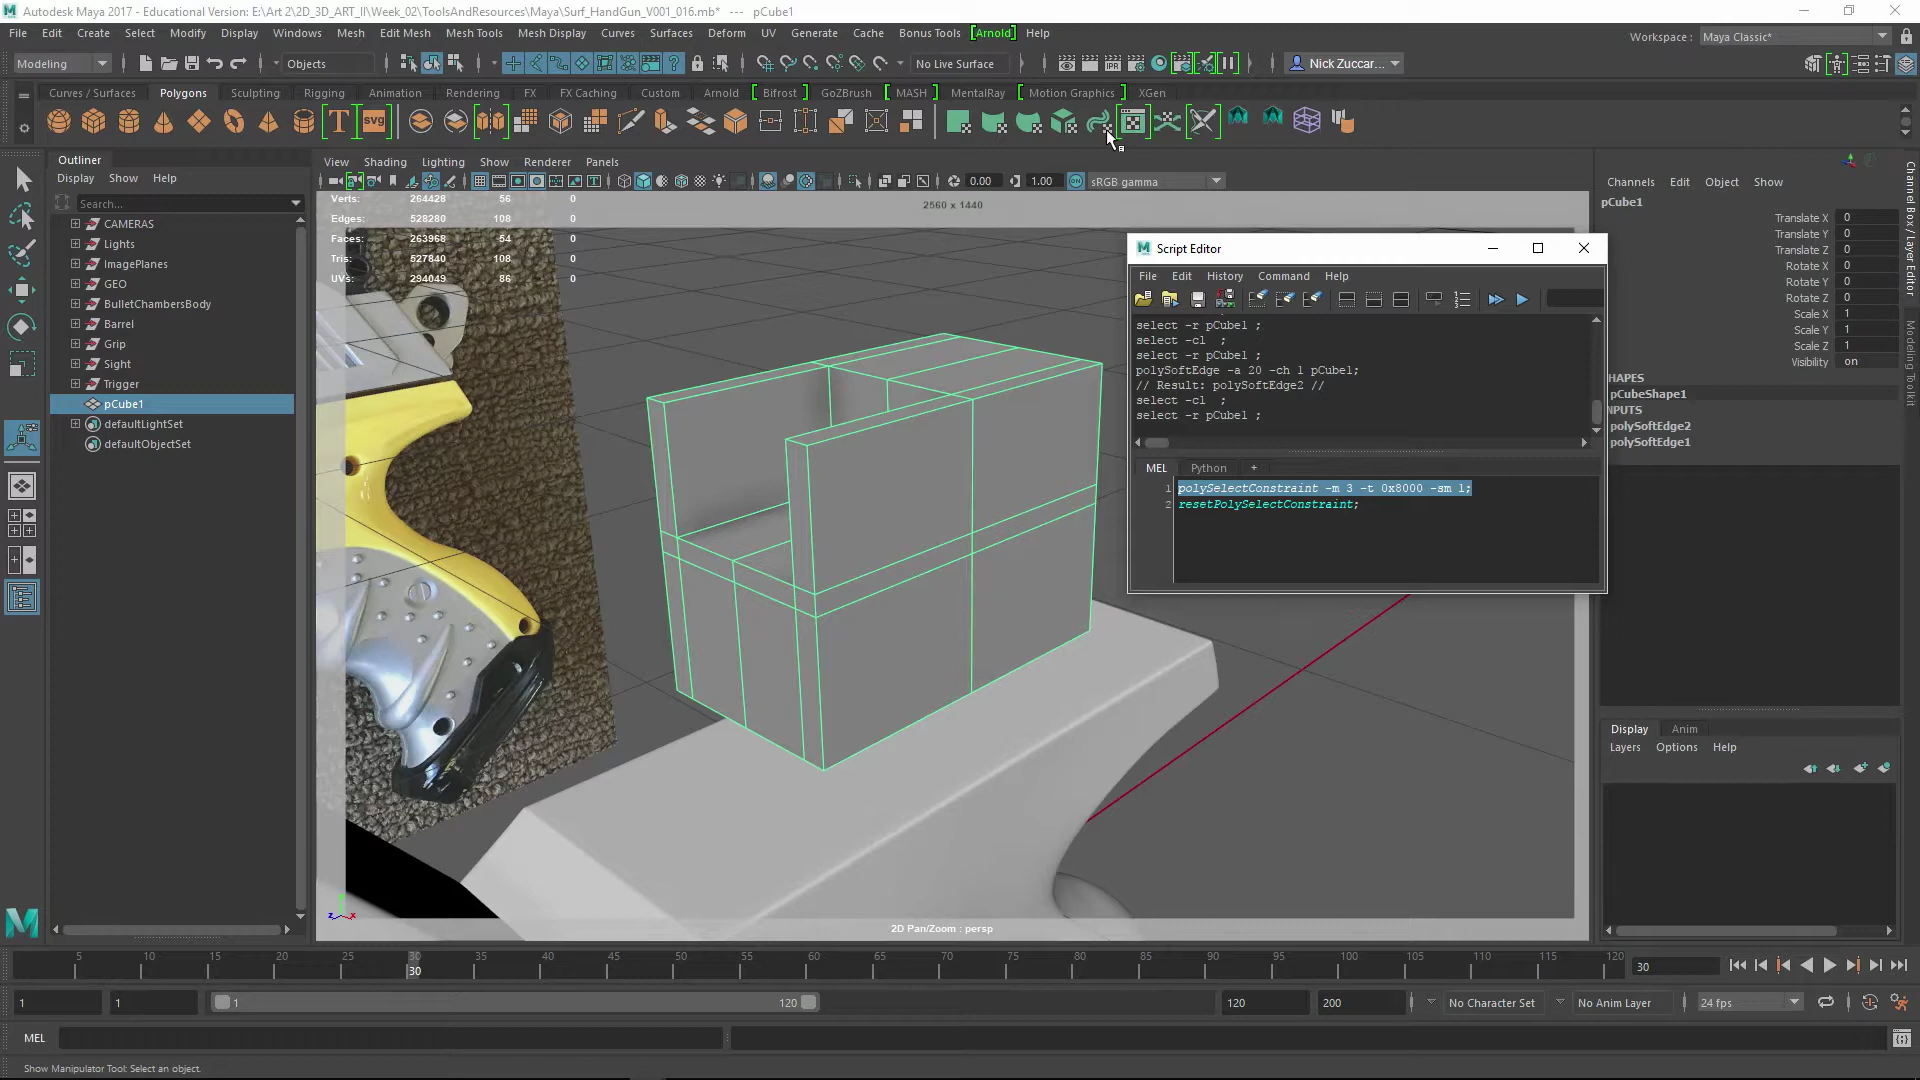 Autodesk Maya 2017 - Educational Version: E:\Art 2\2D_3D_ART_II\Week_02\ToolsAndResources\Maya\Surf_HandGun_V001_016.mb* --- pCube1
File Edit Create Select Modify Display Windows Mesh Edit Mesh Mesh Tools Mesh Display Curves Surfaces Deform UV Generate Cache Bonus Tools [Arnold] Help
Workspace : Maya Classic*
Modeling Objects No Live Surface Nick Zuccar...
Curves / Surfaces Polygons Sculpting Rigging Animation Rendering FX FX Caching Custom Arnold [ Bifrost ] GoZBrush [ MASH ] MentalRay [ Motion Graphics ] XGen
T svg
Outliner
Display Show Help
Search...
CAMERAS
Lights
ImagePlanes
GEO
BulletChambersBody
Barrel
Grip
Sight
Trigger
pCube1
defaultLightSet
defaultObjectSet
View Shading Lighting Show Renderer Panels
0.00 1.00 sRGB gamma
Verts: 264428 56 0
Edges: 528280 108 0
Faces: 263968 54 0
Tris: 527840 108 0
UVs: 294049 86 0
2560 x 1440
2D Pan/Zoom : persp
Script Editor
File Edit History Command Help
select -r pCube1 ;
select -cl ;
select -r pCube1 ;
polySoftEdge -a 20 -ch 1 pCube1;
// Result: polySoftEdge2 //
select -cl ;
select -r pCube1 ;
MEL Python +
1 polySelectConstraint -m 3 -t 0x8000 -sm 1;
2 resetPolySelectConstraint;
Channels Edit Object Show
pCube1
Translate X 0
Translate Y 0
Translate Z 0
Rotate X 0
Rotate Y 0
Rotate Z 0
Scale X 1
Scale Y 1
Scale Z 1
Visibility on
HAPES
pCubeShape1
NPUTS
polySoftEdge2
polySoftEdge1
Channel Box / Layer Editor
Modeling Toolkit
Display Anim
Layers Options Help
5 10 15 20 25 30 35 40 45 50 55 60 65 70 75 80 85 90 95 100 105 110 115 120
30
30
1 1 1 120 120 200 No Character Set No Anim Layer 24 fps
MEL
Show Manipulator Tool: Select an object.